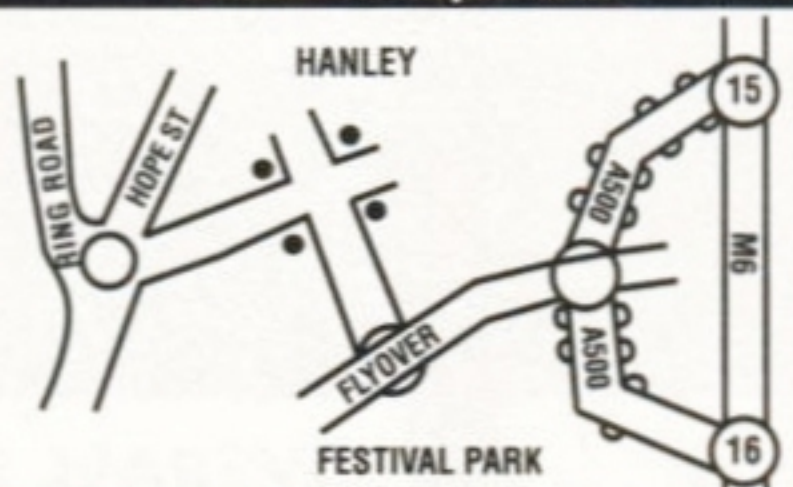 HANLEY
15
RING ROAD
HOPE ST
A500
M6
FLYOVER
A500
FESTIVAL PARK
16